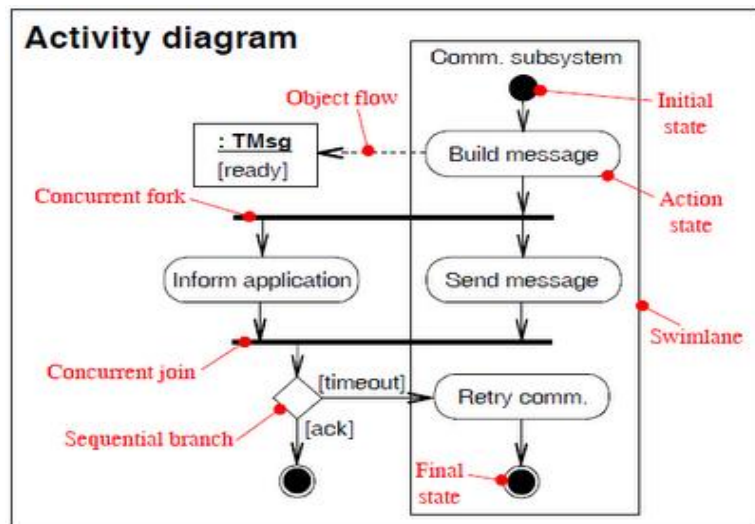 Activity diagram
Comm. subsystem
Object flow
Initial
state
: TMsg
[ready]
Build message
Concurrent fork
Action
state
Inform application
Send message
Swimlane
Concurrent join
[timeout]
Retry comm.
Sequential branch
[ack]
Final
state